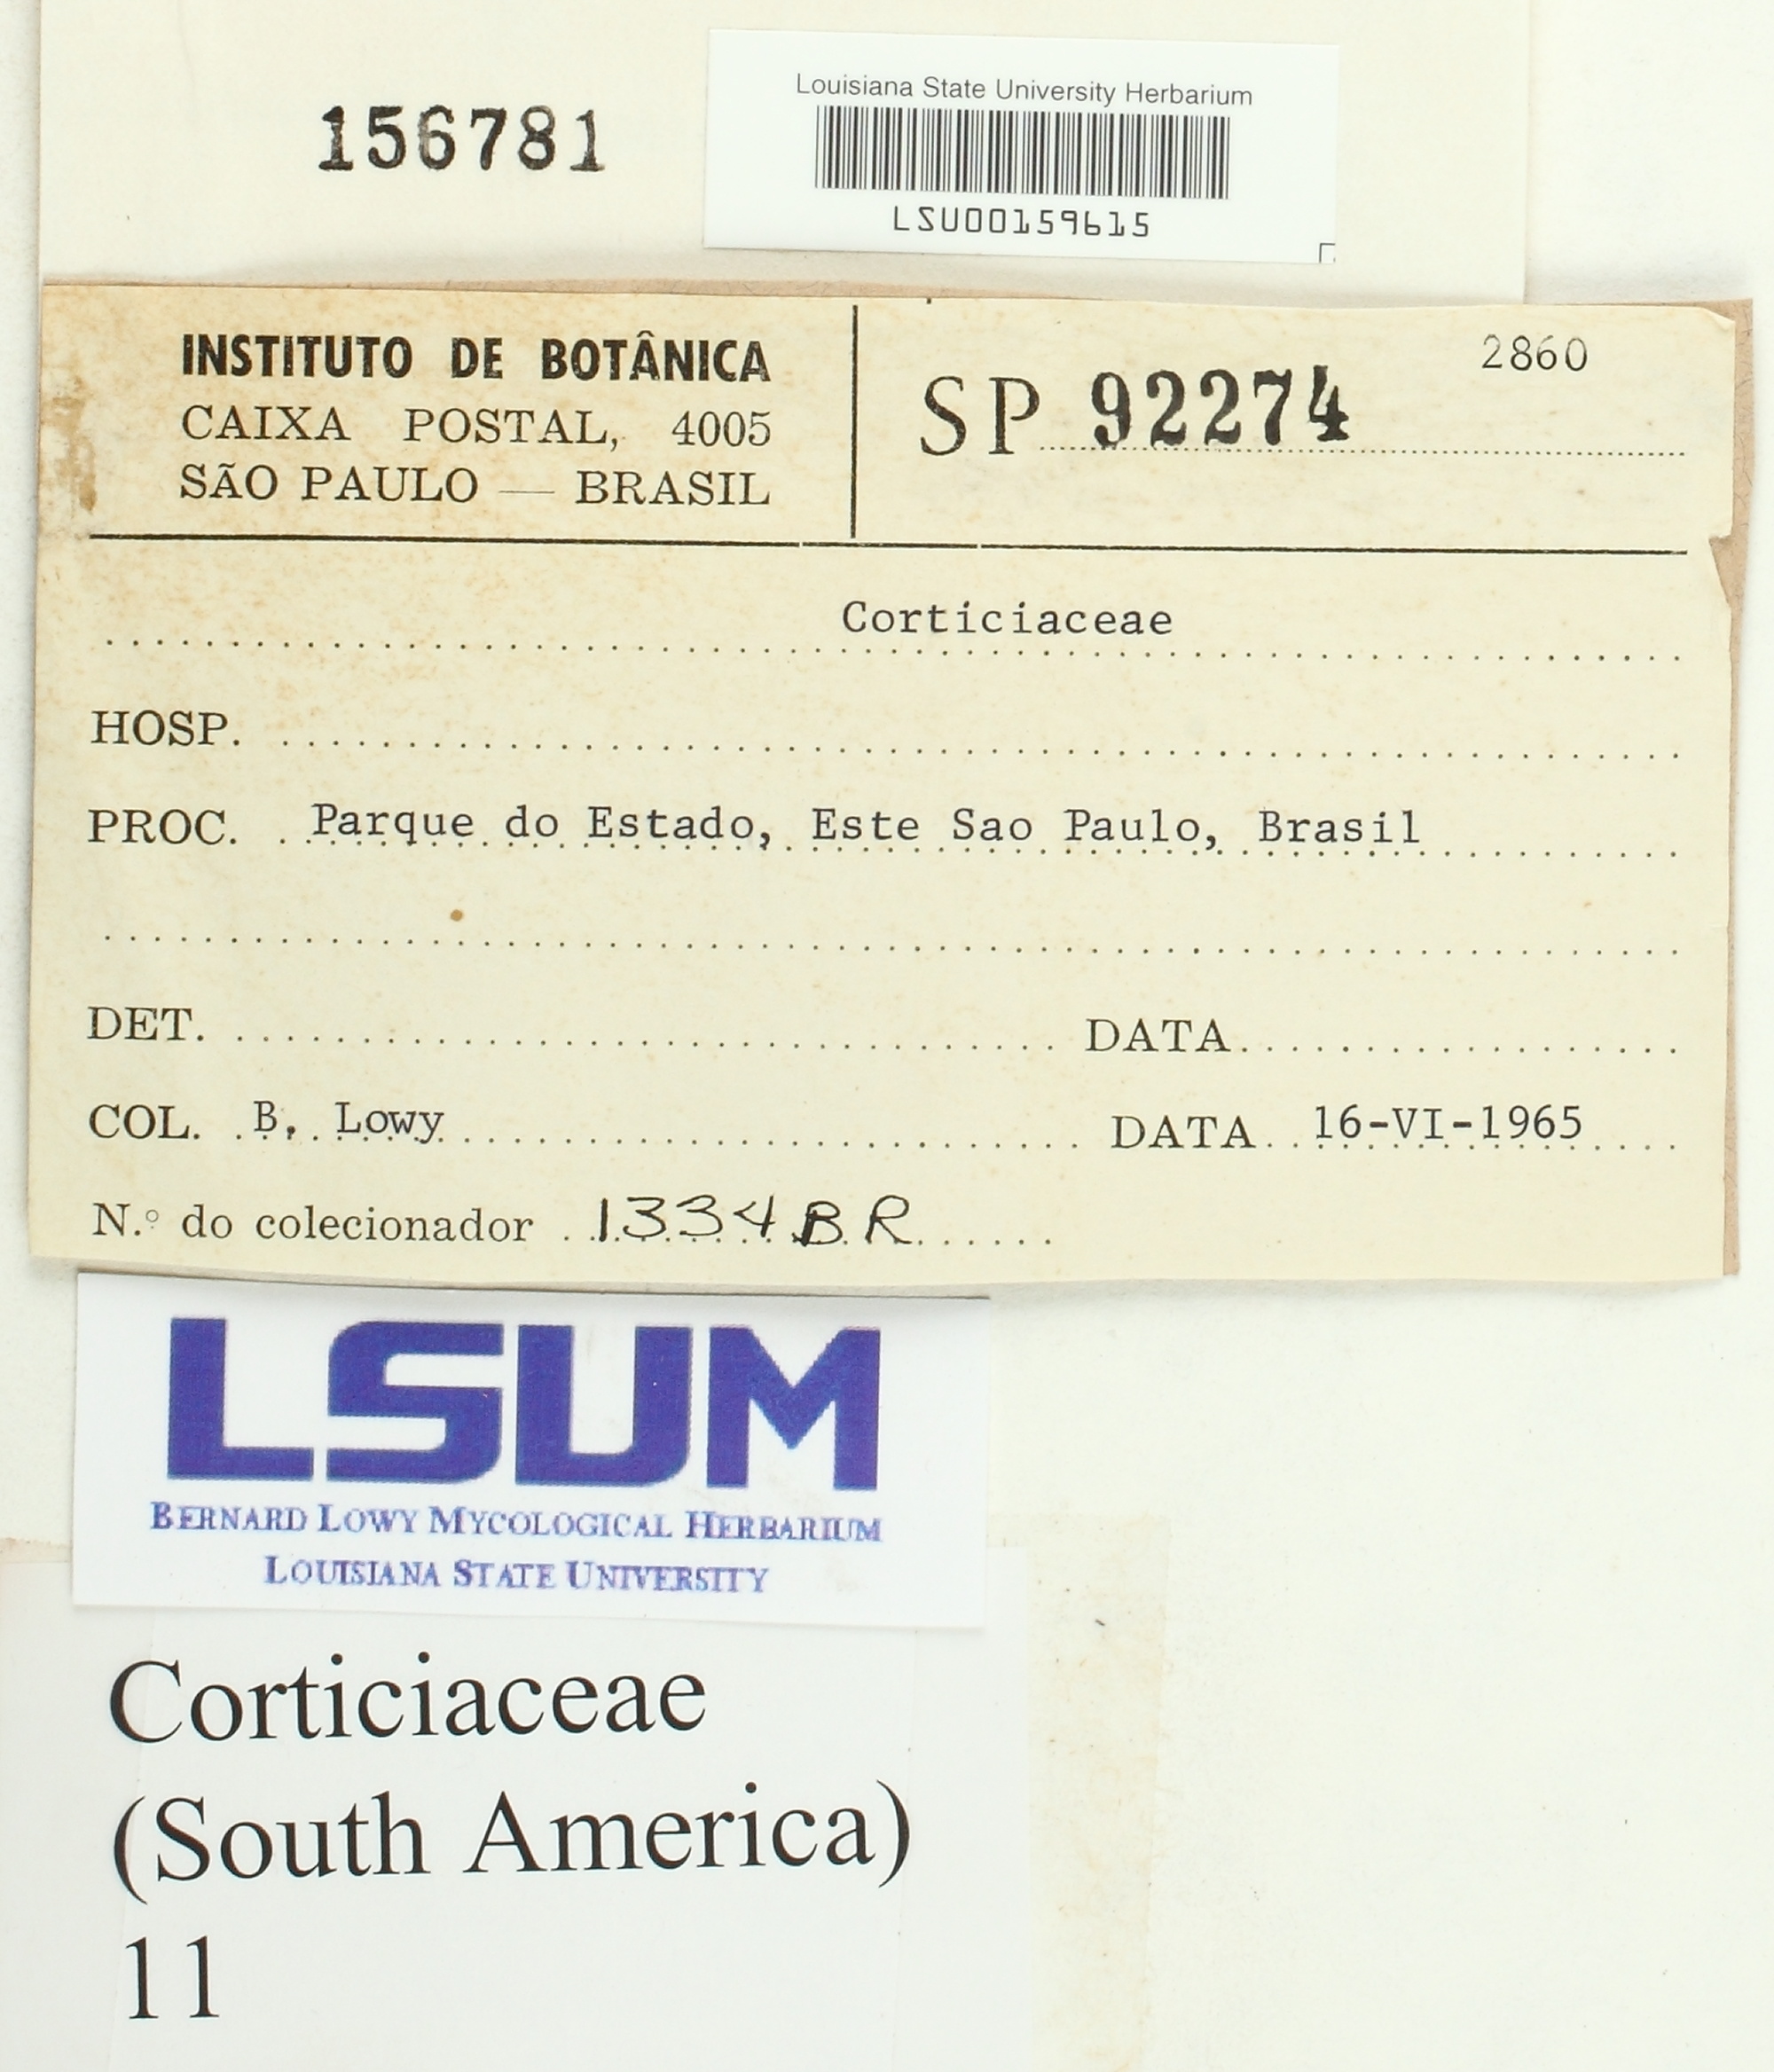 156781
Louisiana State University Herbarium
LSU00159615
INSTITUTO DE BOTÂNICA
CAIXA POSTAL, 4005
SÃO PAULO — BRASIL
2860
SP 92274
Corticiaceae
HOSP.
PROC. Parque do Estado, Este Sao Paulo, Brasil
DET. DATA
COL. B. Lowy DATA 16-VI-1965
N.º do colecionador 1334BR
LSUM
BERNARD LOWY MYCOLOGICAL HERBARIUM
LOUISIANA STATE UNIVERSITY
Corticiaceae
(South America)
11